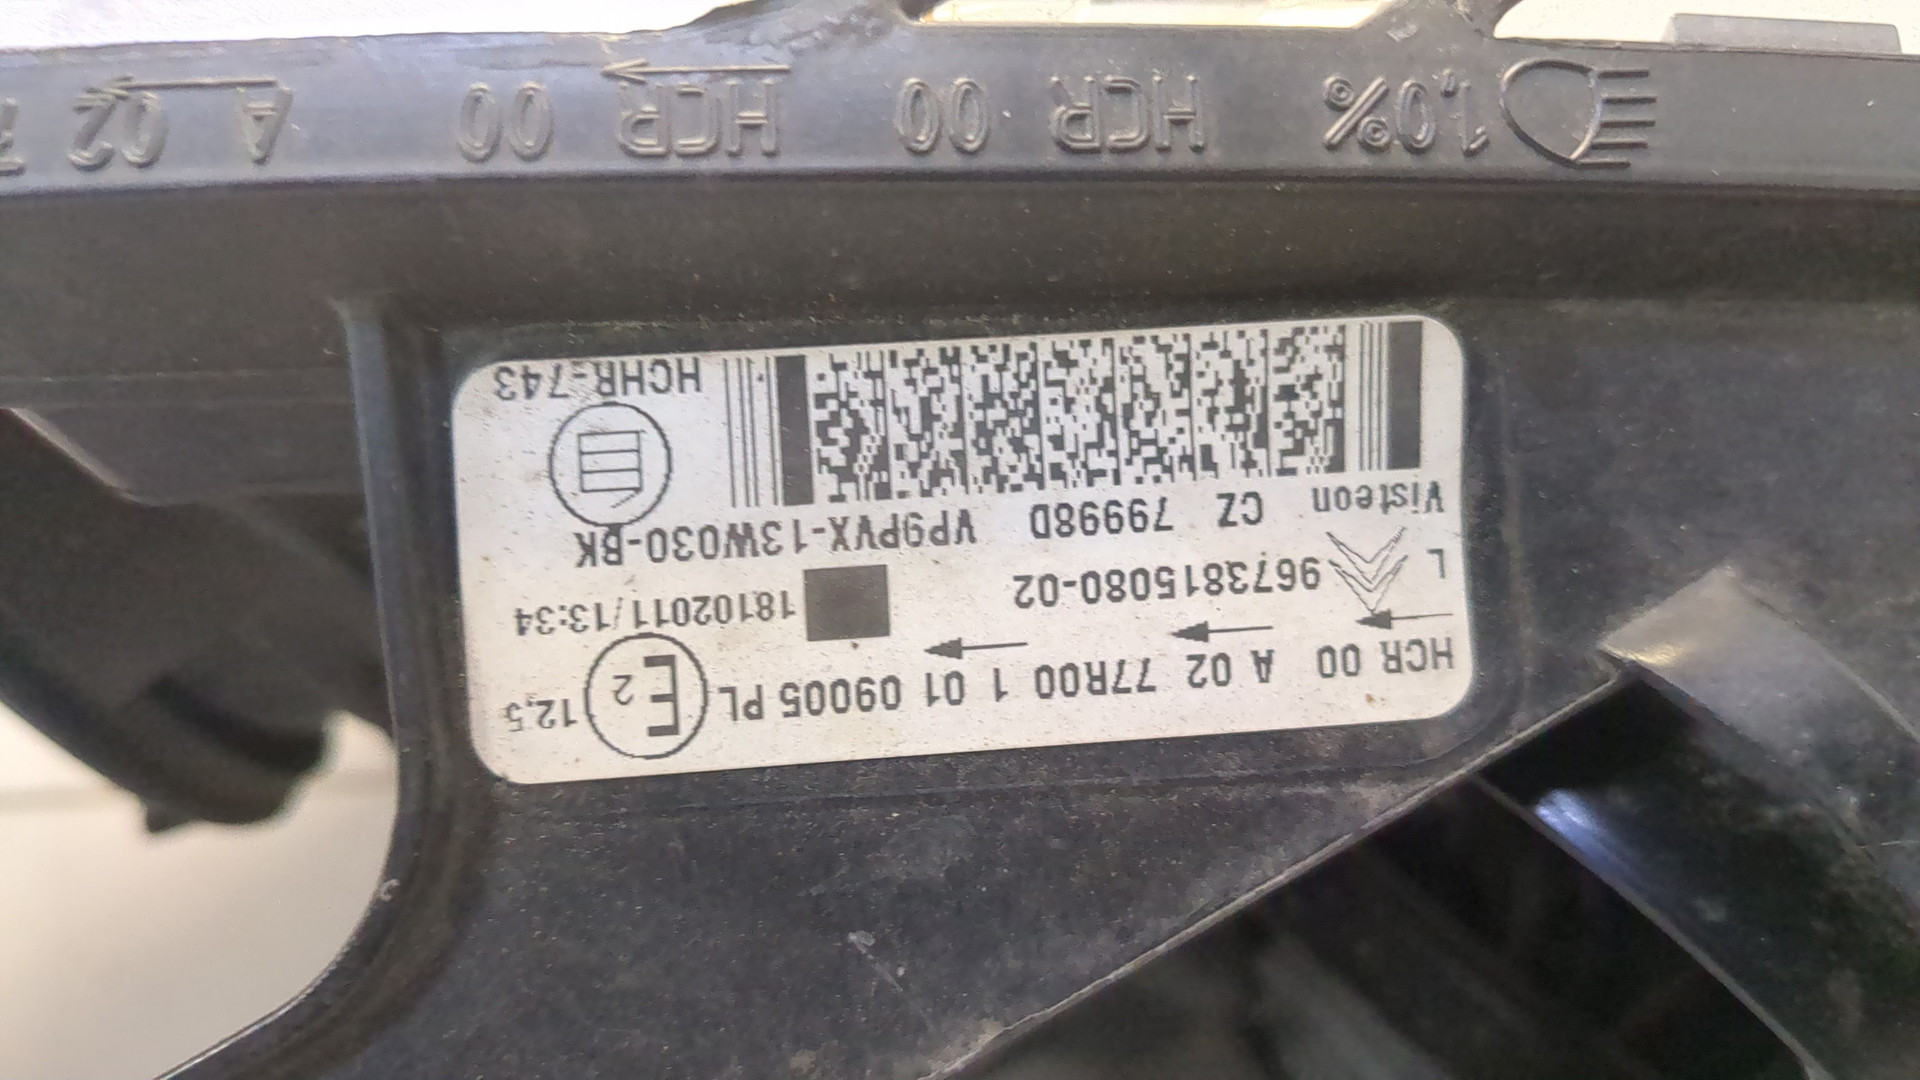 HCR 00 A 02 77R00 1 01 09005 PL E2 12,5
L 9673815080-02 18102011/13:34
Visteon CZ 79998D VP9PVX-13W030-BK
HCHR-743
1,0% HCR 00 HCR 00 A 02 7